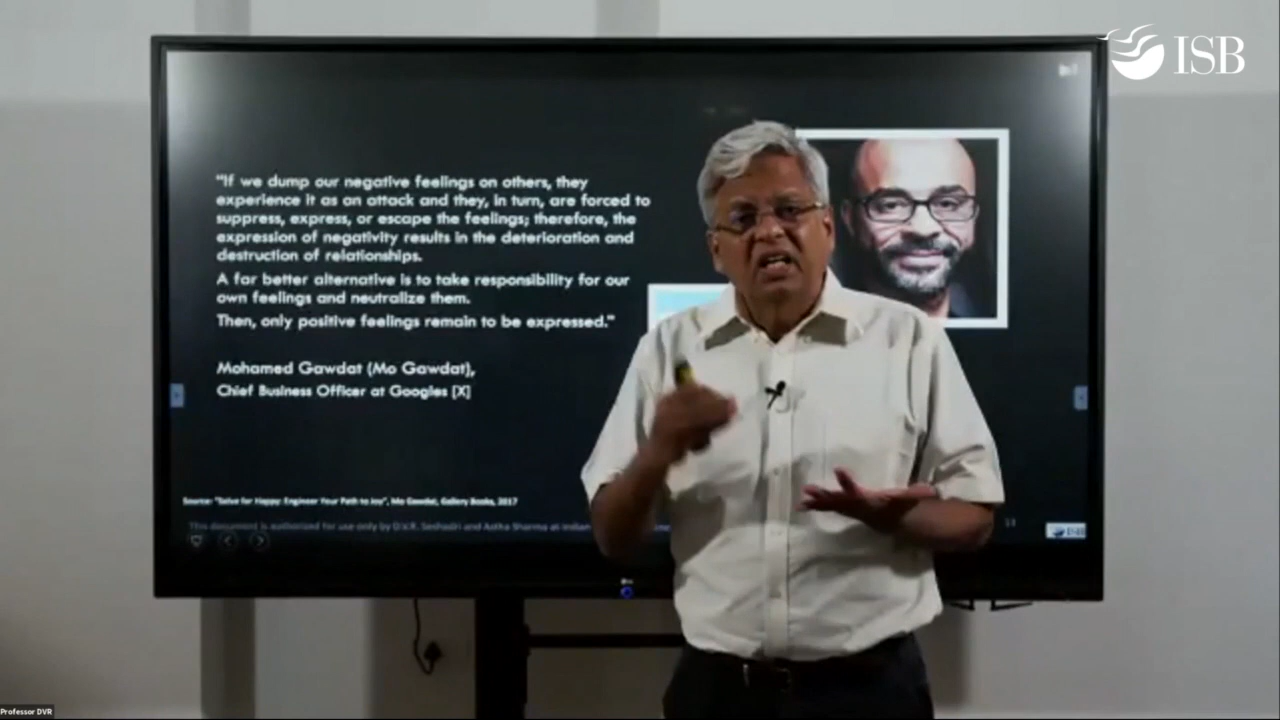 ISB
"If we dump our negative feelings on others, they
experience it as an attack and they, in turn, are forced to
suppress, express, or escape the feelings; therefore, the
expression of negativity results in the deterioration and
destruction of relationships.
A far better alternative is to take responsibility for our
own feelings and neutralize them.
Then, only positive feelings remain to be expressed."
Mohamed Gawdat (Mo Gawdat),
Chief Business Officer at Googles [X]
Source: "Solve for Happy: Engineer Your Path to Joy", Mo Gawdat, Gallery Books, 2017
This document is authorized for use only by D.V.R. Seshadri and Aatha Sharma at Indian
13
ISB
Professor DVR